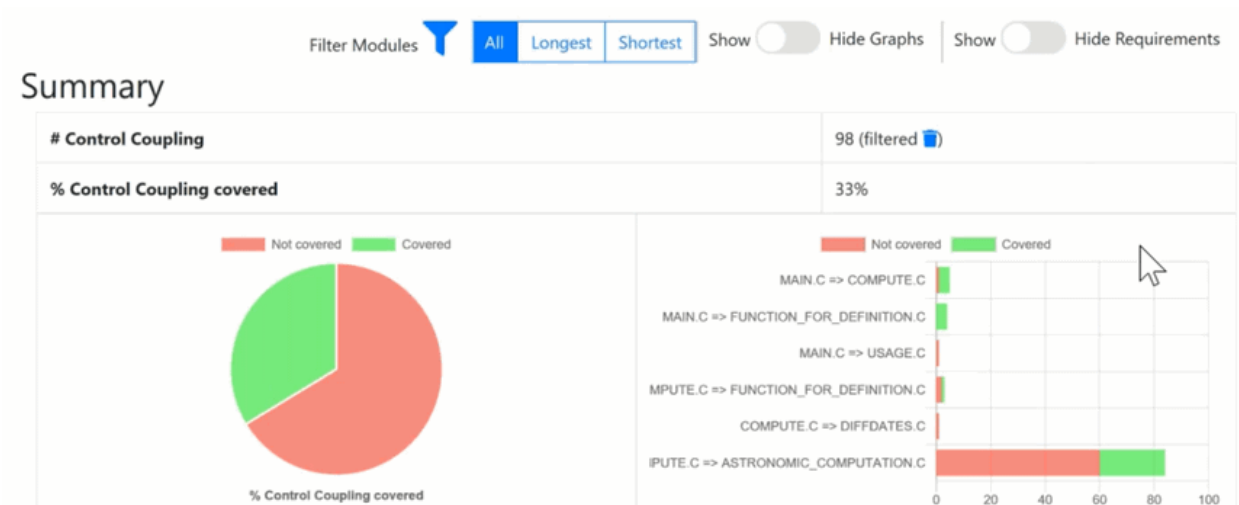 Filter Modules All Longest Shortest Show Hide Graphs Show Hide Requirements
Summary
# Control Coupling 98 (filtered )
% Control Coupling covered 33%
Not covered Covered
% Control Coupling covered
Not covered Covered
MAIN.C => COMPUTE.C
MAIN.C => FUNCTION_FOR_DEFINITION.C
MAIN.C => USAGE.C
MPUTE.C => FUNCTION_FOR_DEFINITION.C
COMPUTE.C => DIFFDATES.C
IPUTE.C => ASTRONOMIC_COMPUTATION.C
0 20 40 60 80 100